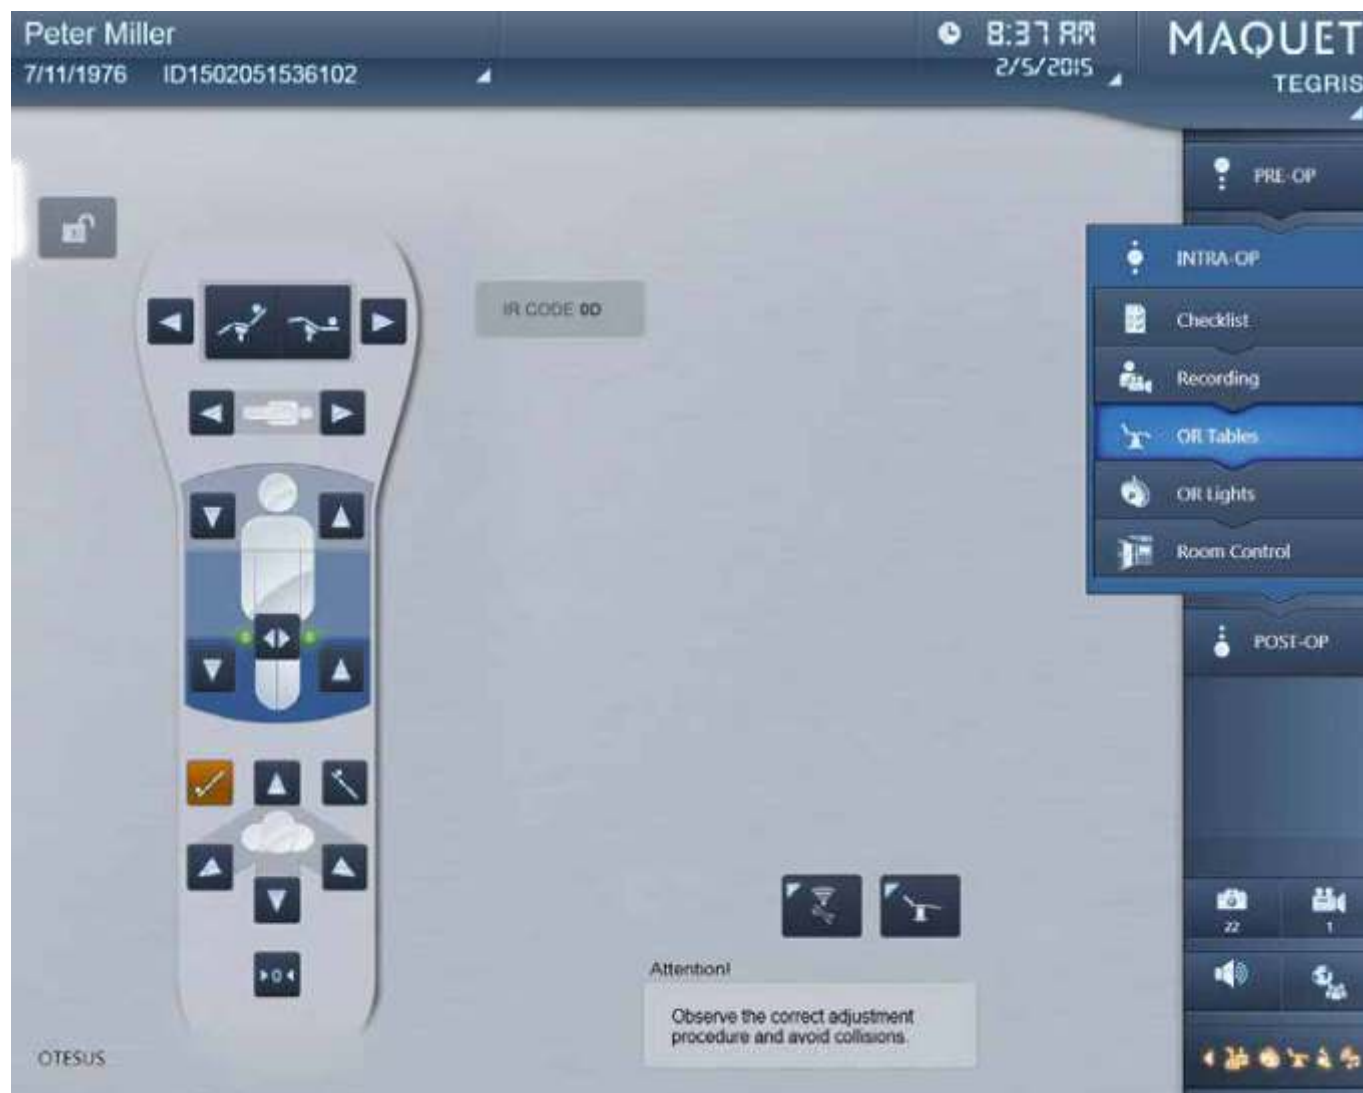 Peter Miller
7/11/1976 ID1502051536102
8:37 AM
2/5/2015
MAQUET
TEGRIS
PRE-OP
INTRA-OP
Checklist
Recording
OR Tables
OR Lights
Room Control
POST-OP
IR CODE 0D
▶0◀
22 1
Attention!
Observe the correct adjustment
procedure and avoid collisions.
OTESUS